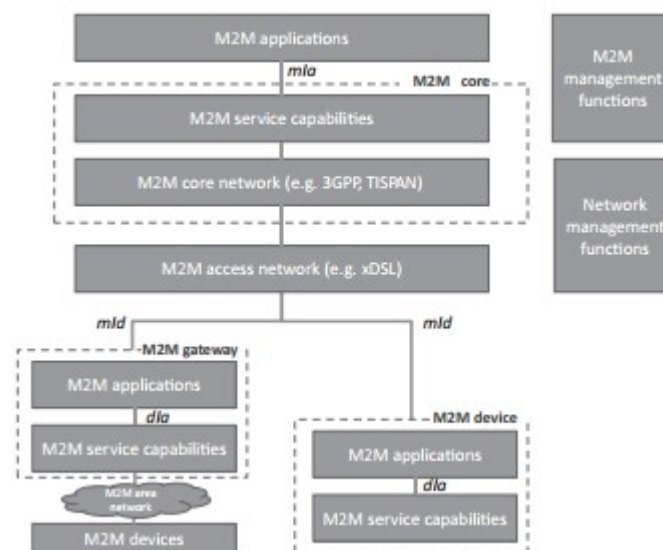 M2M applications
mIa
M2M core
M2M service capabilities
M2M core network (e.g. 3GPP, TISPAN)
M2M access network (e.g. xDSL)
M2M
management
functions
Network
management
functions
mId
mId
M2M gateway
M2M applications
dIa
M2M service capabilities
M2M area
network
M2M devices
M2M device
M2M applications
dIa
M2M service capabilities